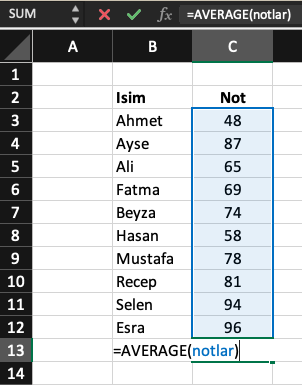 SUM fx =AVERAGE(notlar)
A B C
1
2 Isim Not
3 Ahmet 48
4 Ayse 87
5 Ali 65
6 Fatma 69
7 Beyza 74
8 Hasan 58
9 Mustafa 78
10 Recep 81
11 Selen 94
12 Esra 96
13 =AVERAGE(notlar)
14